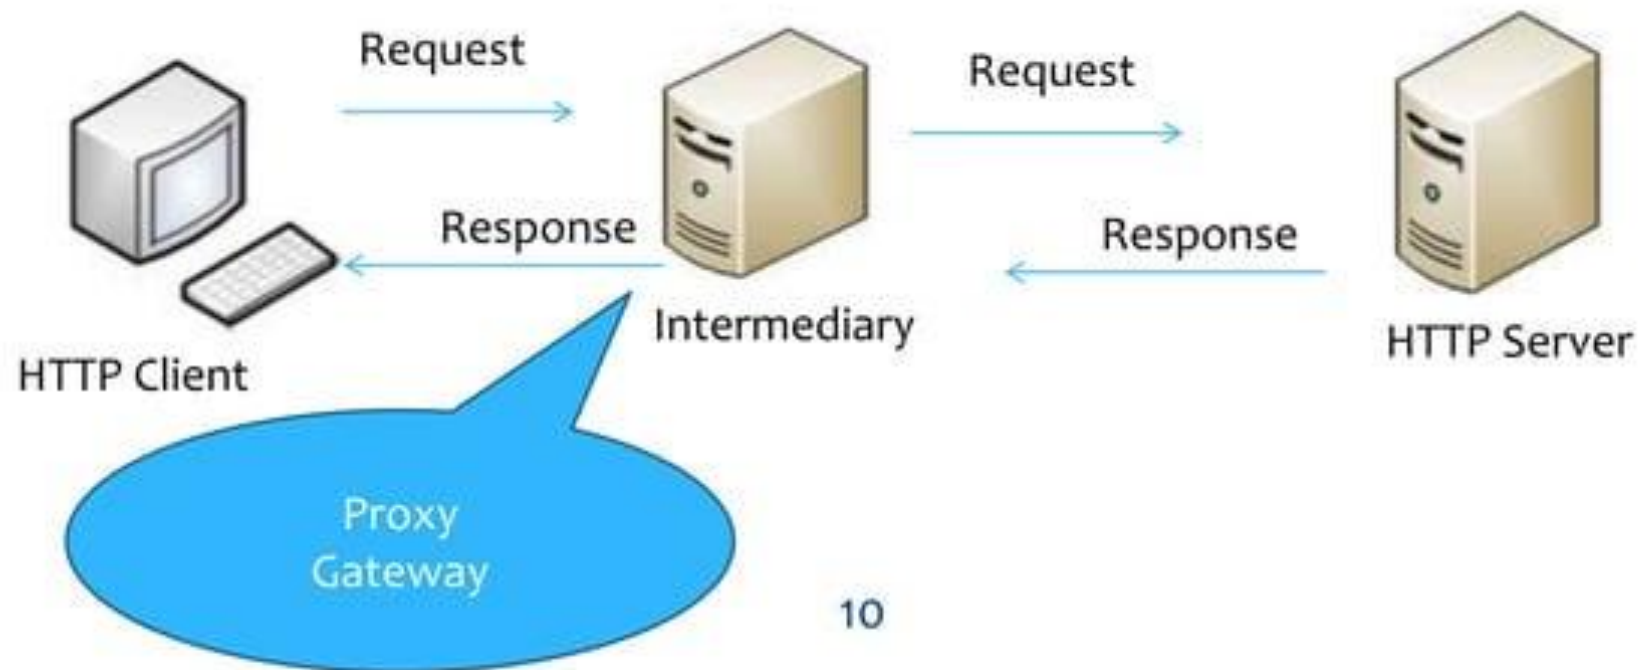 Request
Request
Response
Response
Intermediary
HTTP Server
HTTP Client
Proxy
Gateway
10